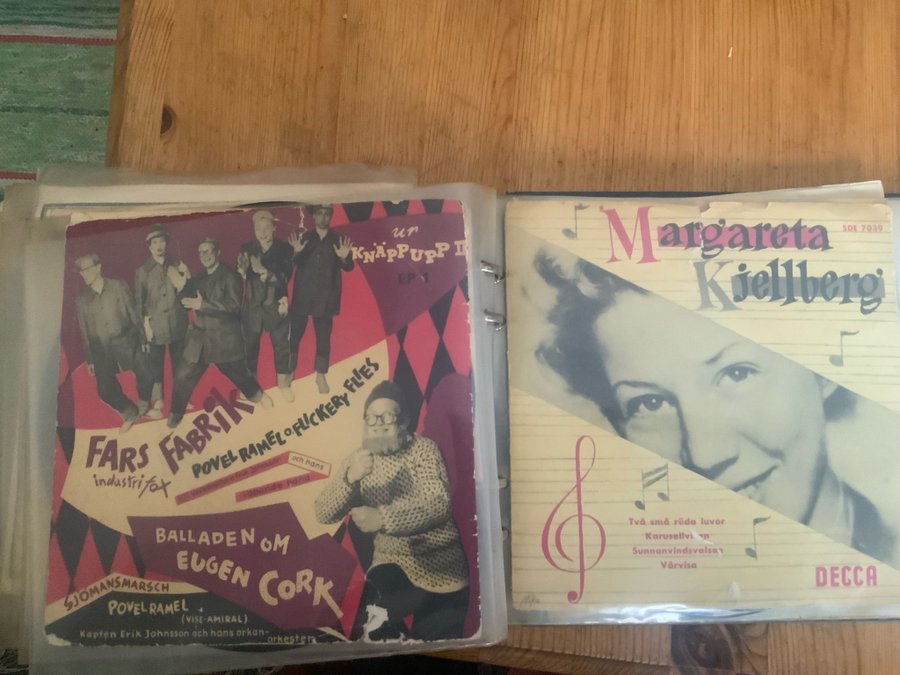 ur
KNÄPPUPP II
EP 1
FARS FABRIK
industrifox
POVEL RAMEL o FLICKERY FLIES
och hans
BALLADEN OM
EUGEN CORK
SJÖMANSMARSCH
POVEL RAMEL
(VISE-AMIRAL)
Kapten Erik Johnsson och hans orkan-
orkester
Margareta
SDE 7039
Kjellberg
Två små röda luvor
Karusellvisan
Sunnanvindsvalsen
Vårvisa
DECCA